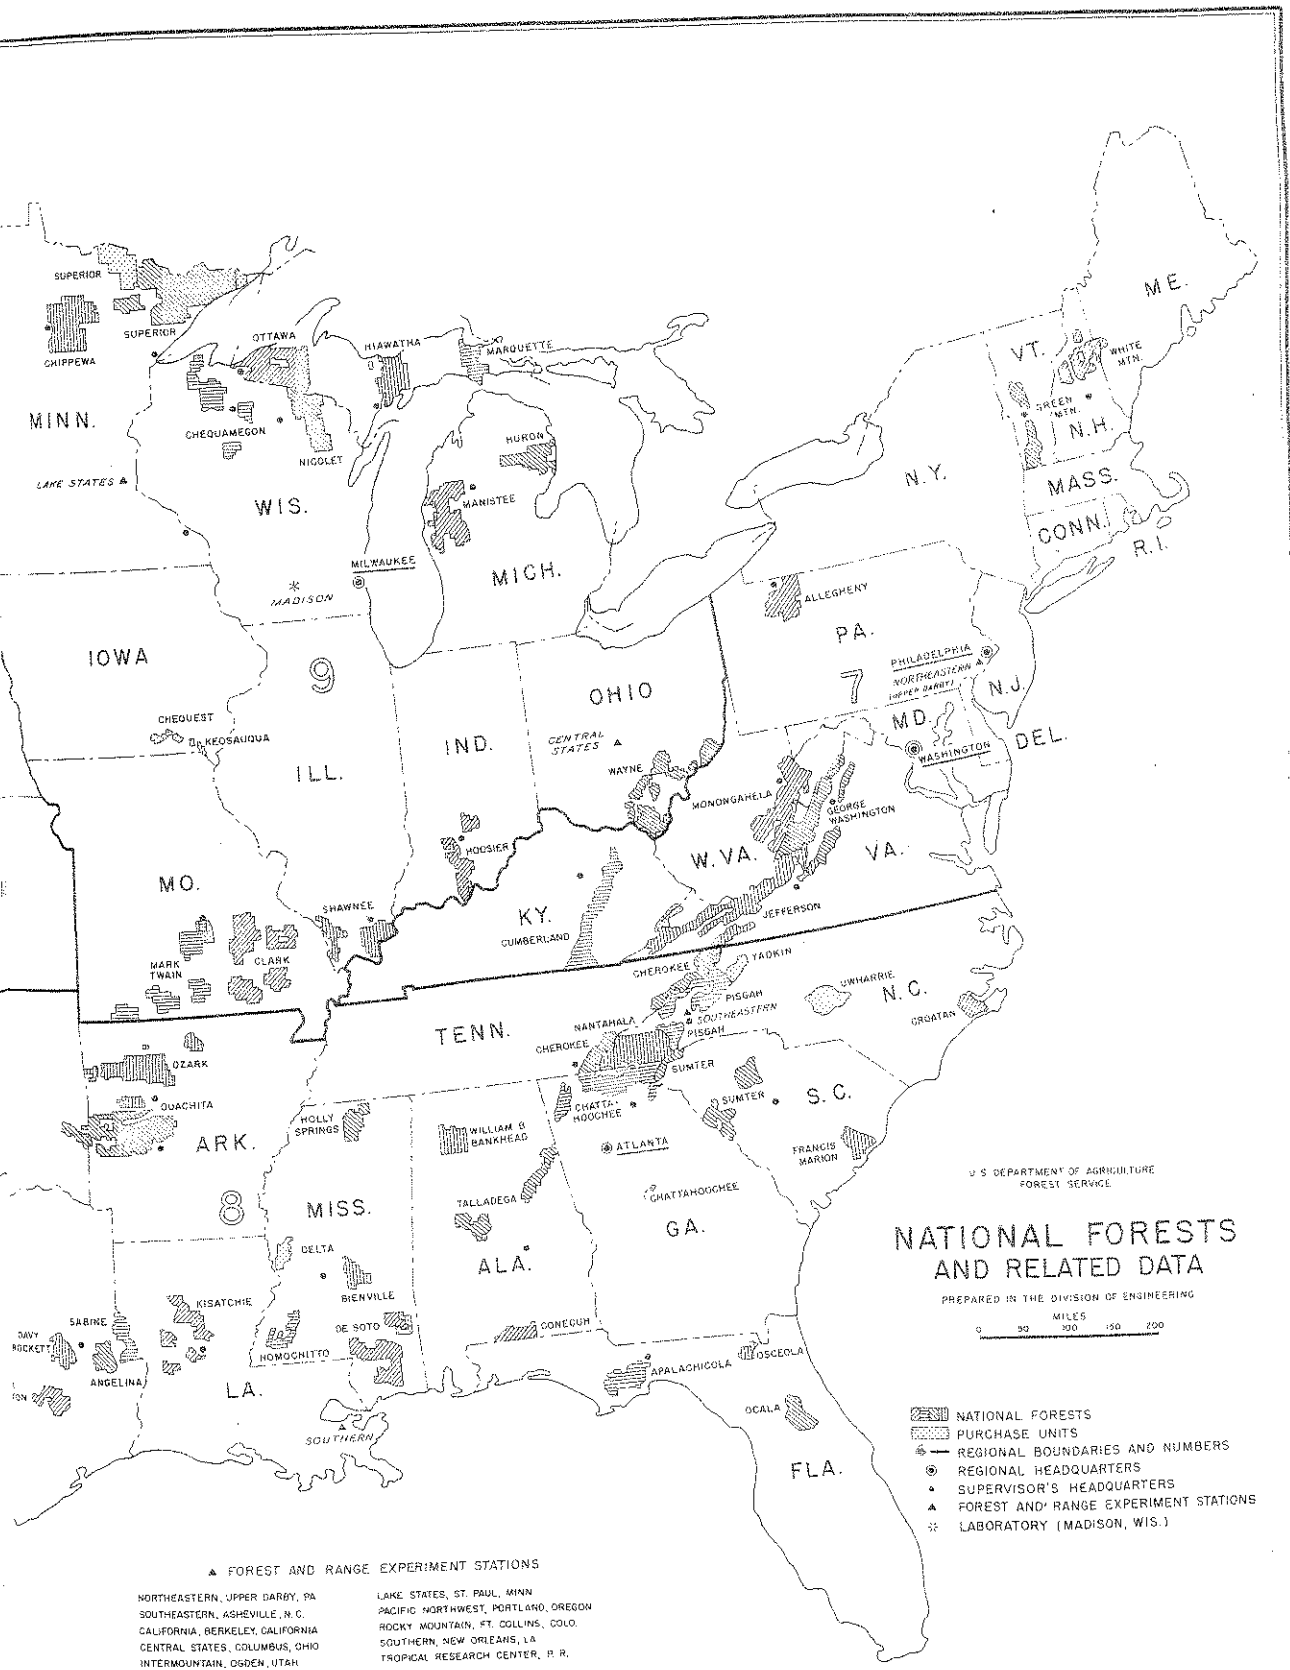 SUPERIOR
SUPERIOR
CHIPPEWA
MINN.
OTTAWA
HIAWATHA
MARQUETTE
CHEQUAMEGON
NICOLET
HURON
MANISTEE
LAKE STATES
WIS.
MILWAUKEE
MADISON
MICH.
ME.
VT.
WHITE
MTN.
GREEN
MTN.
N.H.
N.Y.
MASS.
CONN.
R.I.
ALLEGHENY
PA.
PHILADELPHIA
NORTHEASTERN
(UPPER DARBY)
7
N.J.
MD.
WASHINGTON
DEL.
IOWA
9
CHEQUEST
KEOSAUQUA
ILL.
IND.
OHIO
CENTRAL
STATES
WAYNE
MONONGAHELA
GEORGE
WASHINGTON
W.VA.
VA.
HOOSIER
MO.
SHAWNEE
KY.
CUMBERLAND
JEFFERSON
MARK
TWAIN
CLARK
CHEROKEE
YADKIN
UWHARRIE
N.C.
PISGAH
SOUTHEASTERN
PISGAH
CROATAN
NANTAHALA
TENN.
CHEROKEE
SUMTER
SUMTER
S.C.
OZARK
OUACHITA
ARK.
HOLLY
SPRINGS
WILLIAM B
BANKHEAD
CHATTA-
HOOCHEE
ATLANTA
FRANCIS
MARION
8
MISS.
TALLADEGA
CHATTAHOOCHEE
GA.
DELTA
ALA.
BIENVILLE
KISATCHIE
SABINE
DAVY
ANGELINA
DE SOTO
HOMOCHITTO
CONECUH
LA.
SOUTHERN
APALACHICOLA
OSCEOLA
OCALA
FLA.
U S DEPARTMENT OF AGRICULTURE
FOREST SERVICE
NATIONAL FORESTS
AND RELATED DATA
PREPARED IN THE DIVISION OF ENGINEERING
MILES
0 50 100 150 200
NATIONAL FORESTS
PURCHASE UNITS
REGIONAL BOUNDARIES AND NUMBERS
REGIONAL HEADQUARTERS
SUPERVISOR'S HEADQUARTERS
FOREST AND RANGE EXPERIMENT STATIONS
LABORATORY (MADISON, WIS.)
FOREST AND RANGE EXPERIMENT STATIONS
NORTHEASTERN, UPPER DARBY, PA
SOUTHEASTERN, ASHEVILLE, N.C.
CALIFORNIA, BERKELEY, CALIFORNIA
CENTRAL STATES, COLUMBUS, OHIO
INTERMOUNTAIN, OGDEN, UTAH
LAKE STATES, ST. PAUL, MINN
PACIFIC NORTHWEST, PORTLAND, OREGON
ROCKY MOUNTAIN, FT. COLLINS, COLO.
SOUTHERN, NEW ORLEANS, LA
TROPICAL RESEARCH CENTER, P. R.